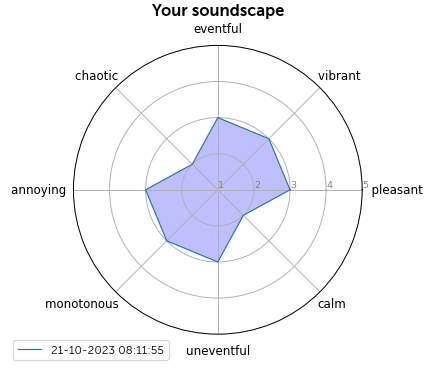 Your soundscape
eventful
chaotic
vibrant
annoying
1
2
3
4
5
pleasant
monotonous
calm
21-10-2023 08:11:55
uneventful